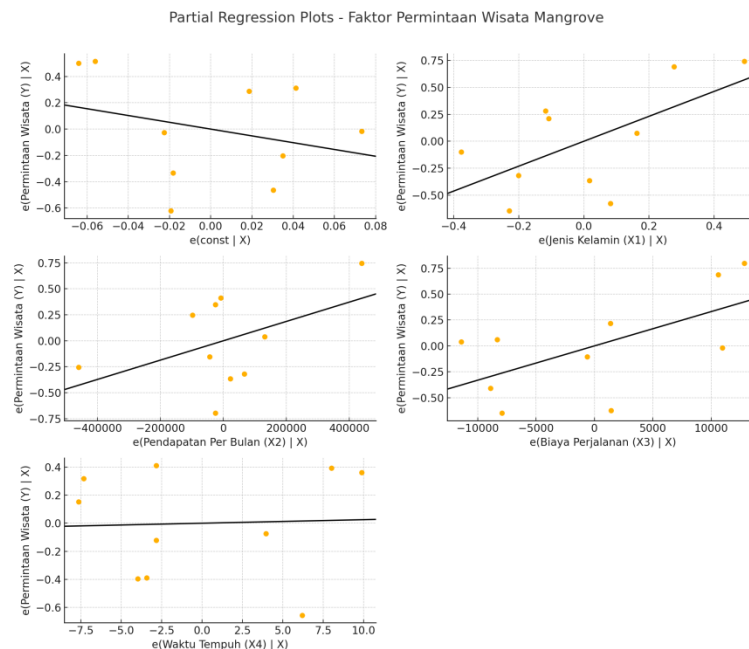 Partial Regression Plots - Faktor Permintaan Wisata Mangrove
e(Permintaan Wisata (Y) | X)
0.4
0.2
0.0
−0.2
−0.4
−0.6
−0.06 −0.04 −0.02 0.00 0.02 0.04 0.06 0.08
e(const | X)
e(Permintaan Wisata (Y) | X)
0.75
0.50
0.25
0.00
−0.25
−0.50
−0.4 −0.2 0.0 0.2 0.4
e(Jenis Kelamin (X1) | X)
e(Permintaan Wisata (Y) | X)
0.75
0.50
0.25
0.00
−0.25
−0.50
−0.75
−400000 −200000 0 200000 400000
e(Pendapatan Per Bulan (X2) | X)
e(Permintaan Wisata (Y) | X)
0.75
0.50
0.25
0.00
−0.25
−0.50
−10000 −5000 0 5000 10000
e(Biaya Perjalanan (X3) | X)
e(Permintaan Wisata (Y) | X)
0.4
0.2
0.0
−0.2
−0.4
−0.6
−7.5 −5.0 −2.5 0.0 2.5 5.0 7.5 10.0
e(Waktu Tempuh (X4) | X)